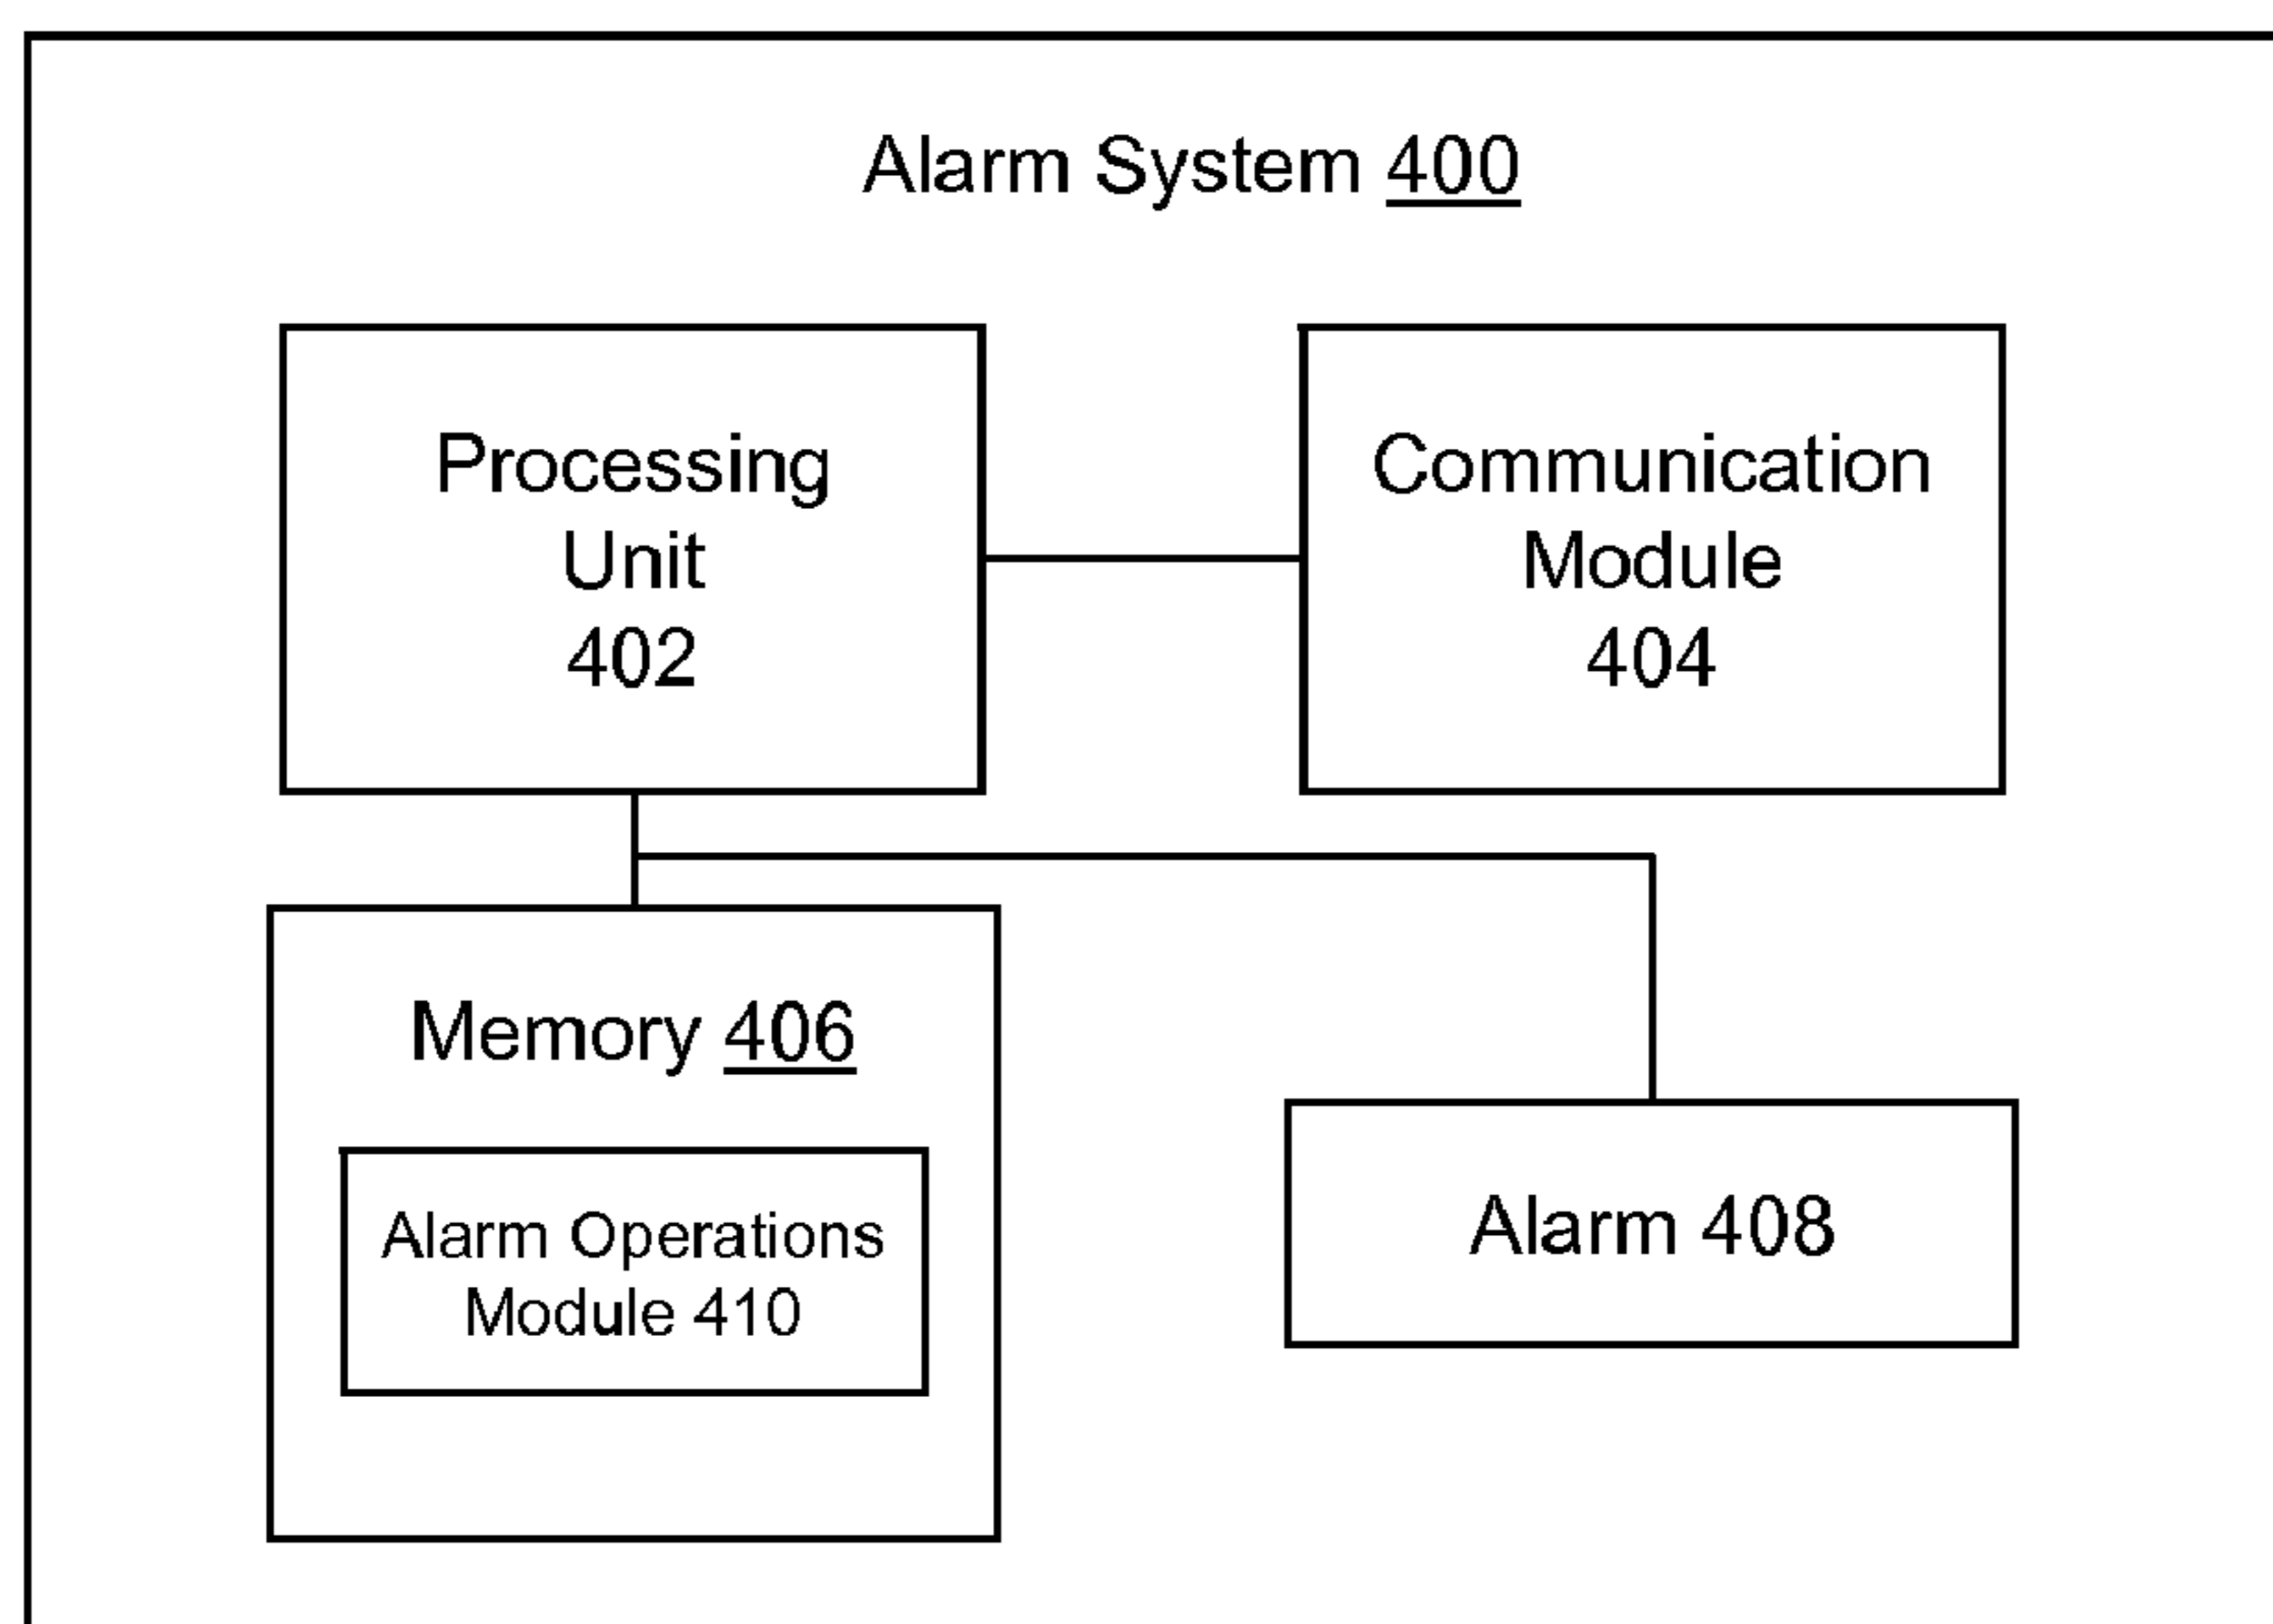 Alarm System 400
Processing
Unit
402
Communication
Module
404
Memory 406
Alarm Operations
Module 410
Alarm 408